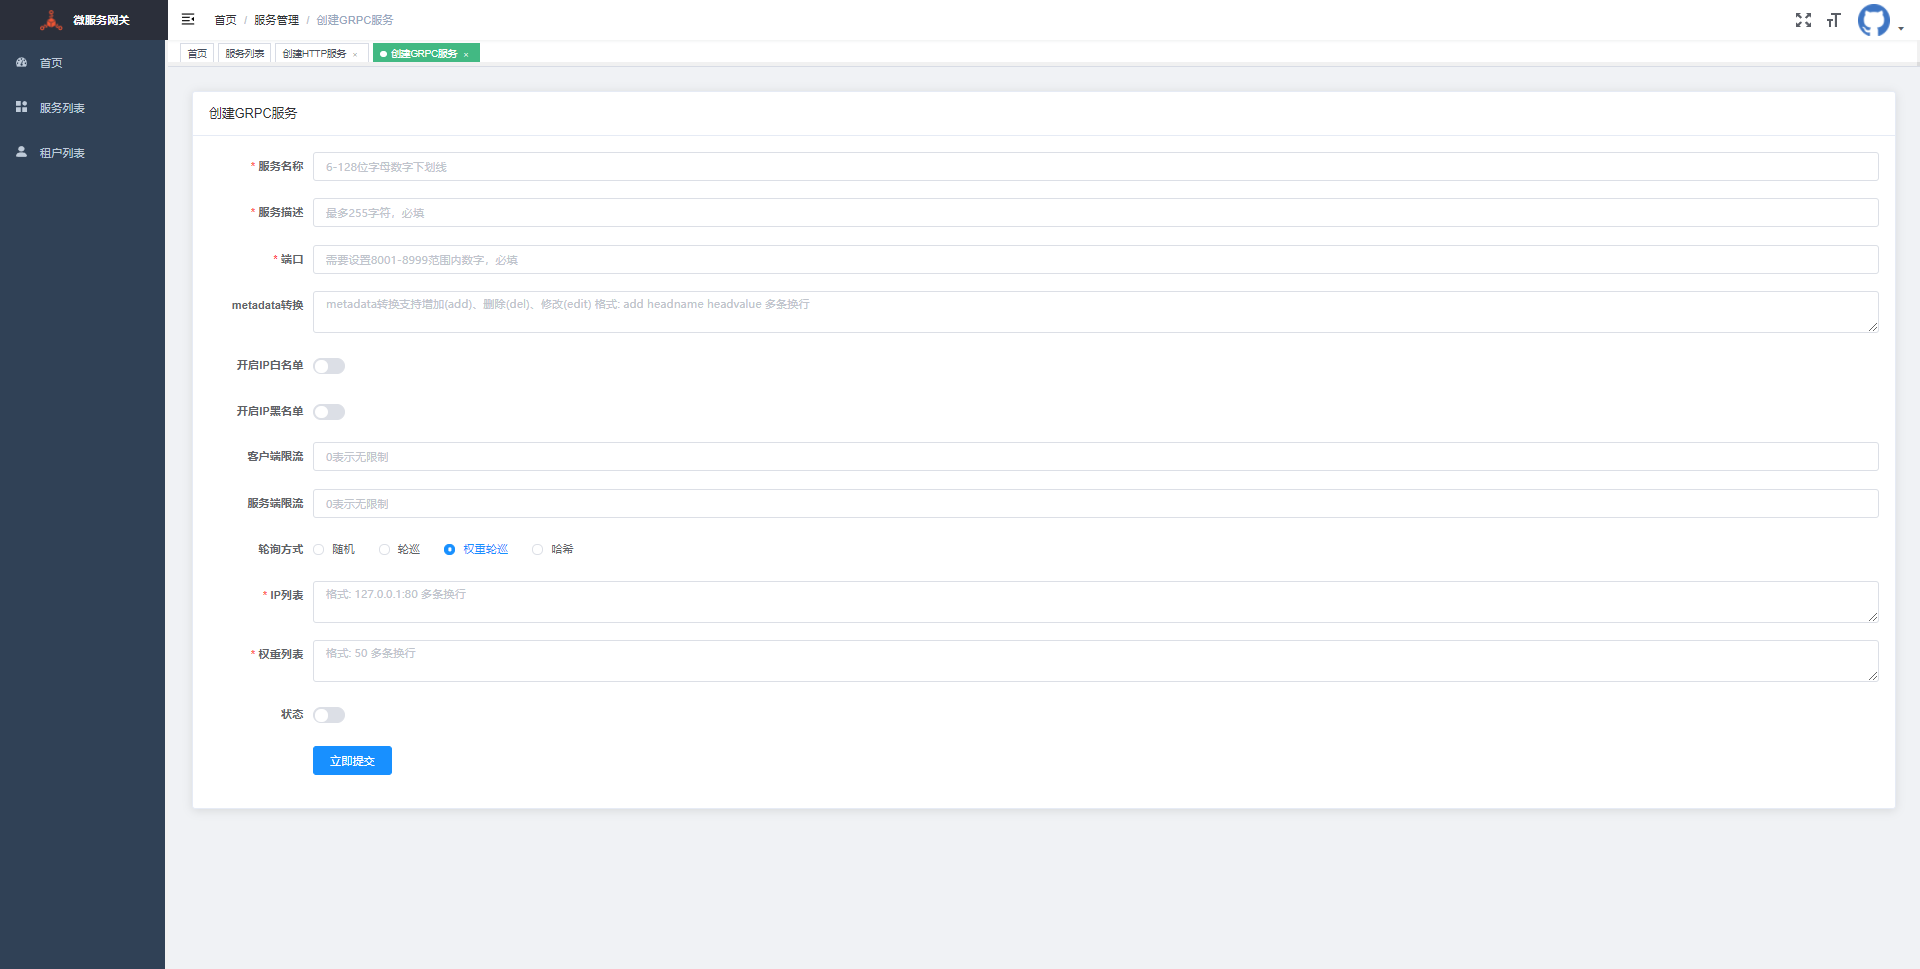 微服务网关
首页 / 服务管理 / 创建GRPC服务
首页
服务列表
租户列表
首页 服务列表 创建HTTP服务 × 创建GRPC服务 ×
创建GRPC服务
* 服务名称 6-128位字母数字下划线
* 服务描述 最多255字符，必填
* 端口 需要设置8001-8999范围内数字，必填
metadata转换 metadata转换支持增加(add)、删除(del)、修改(edit) 格式: add headname headvalue 多条换行
开启IP白名单
开启IP黑名单
客户端限流 0表示无限制
服务端限流 0表示无限制
轮询方式 随机 轮巡 权重轮巡 哈希
* IP列表 格式: 127.0.0.1:80 多条换行
* 权重列表 格式: 50 多条换行
状态
立即提交